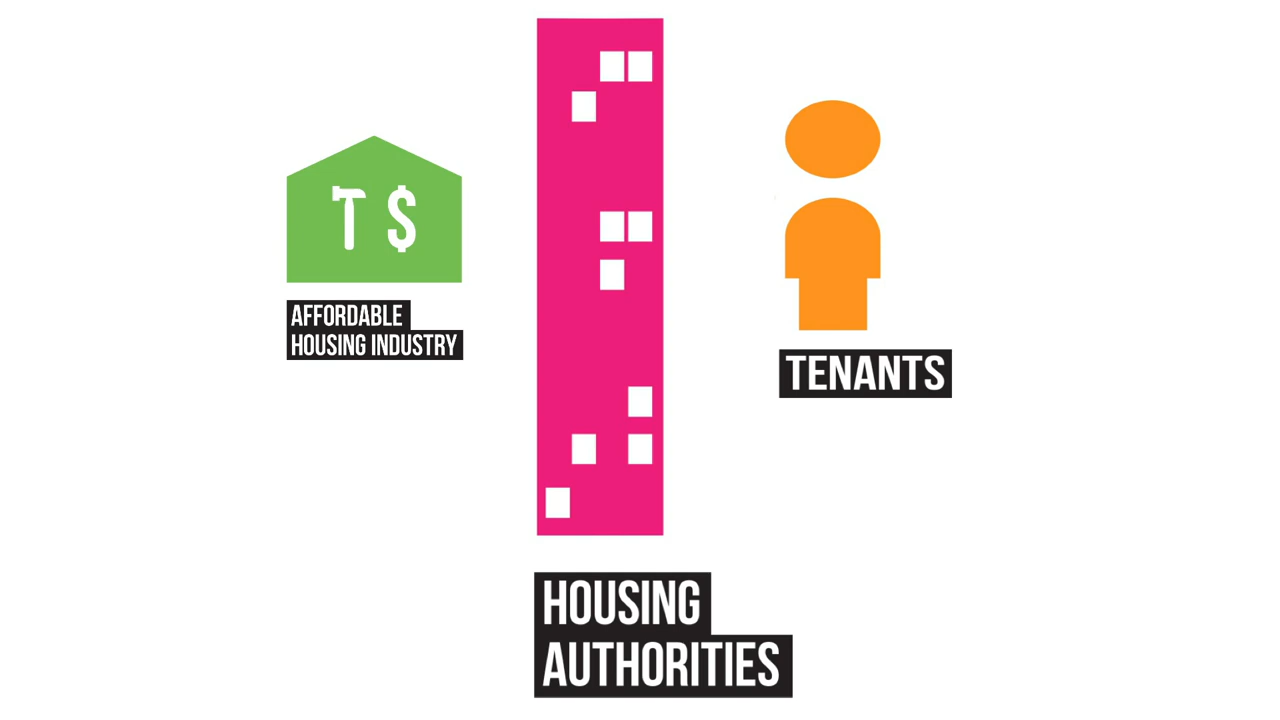 $
AFFORDABLE
HOUSING INDUSTRY
TENANTS
HOUSING
AUTHORITIES